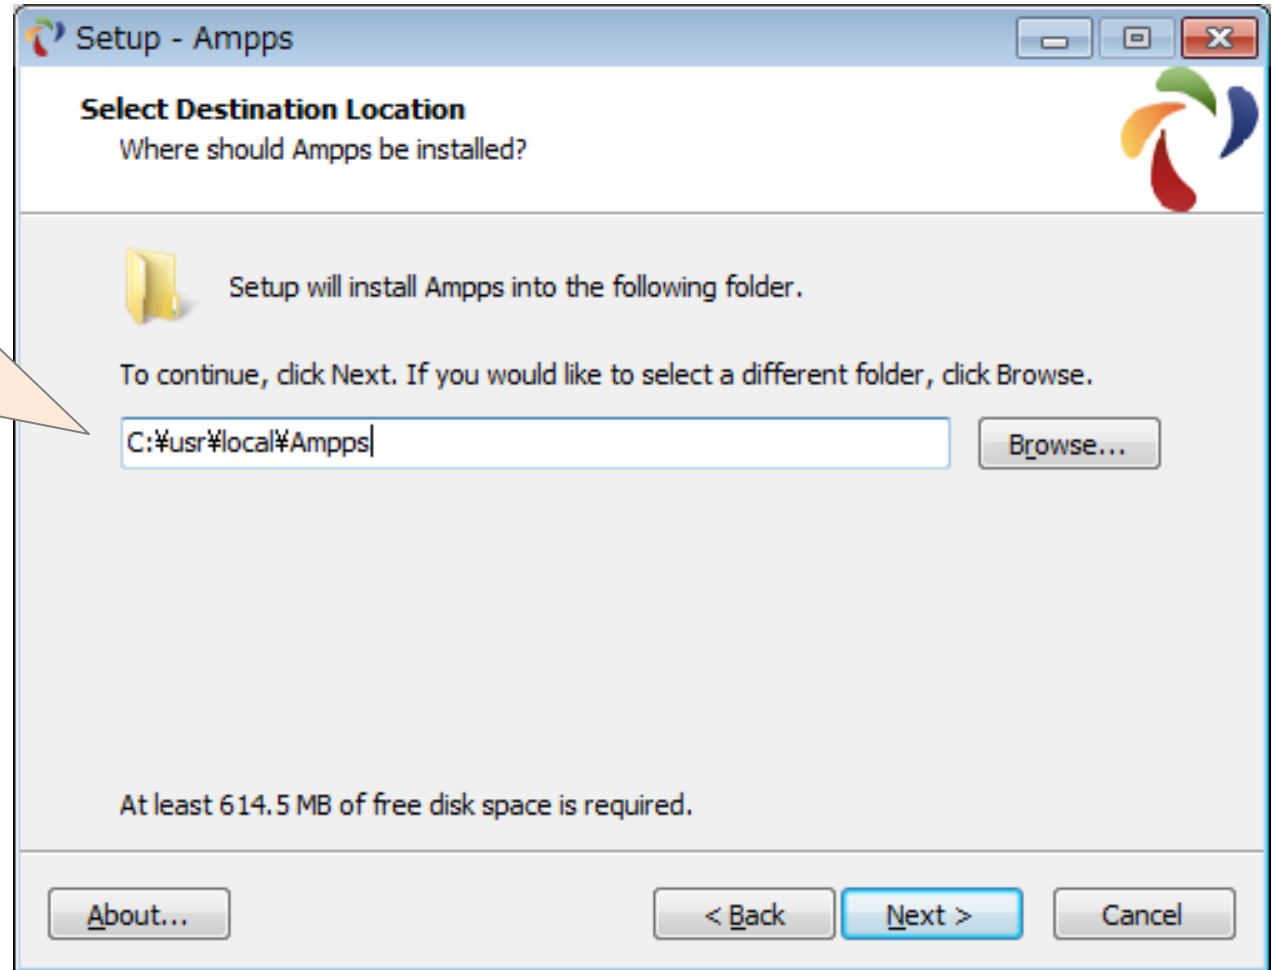 Setup - Ampps
Select Destination Location
Where should Ampps be installed?
Setup will install Ampps into the following folder.
To continue, click Next. If you would like to select a different folder, click Browse.
C:¥usr¥local¥Ampps
Browse...
At least 614.5 MB of free disk space is required.
About...
< Back
Next >
Cancel